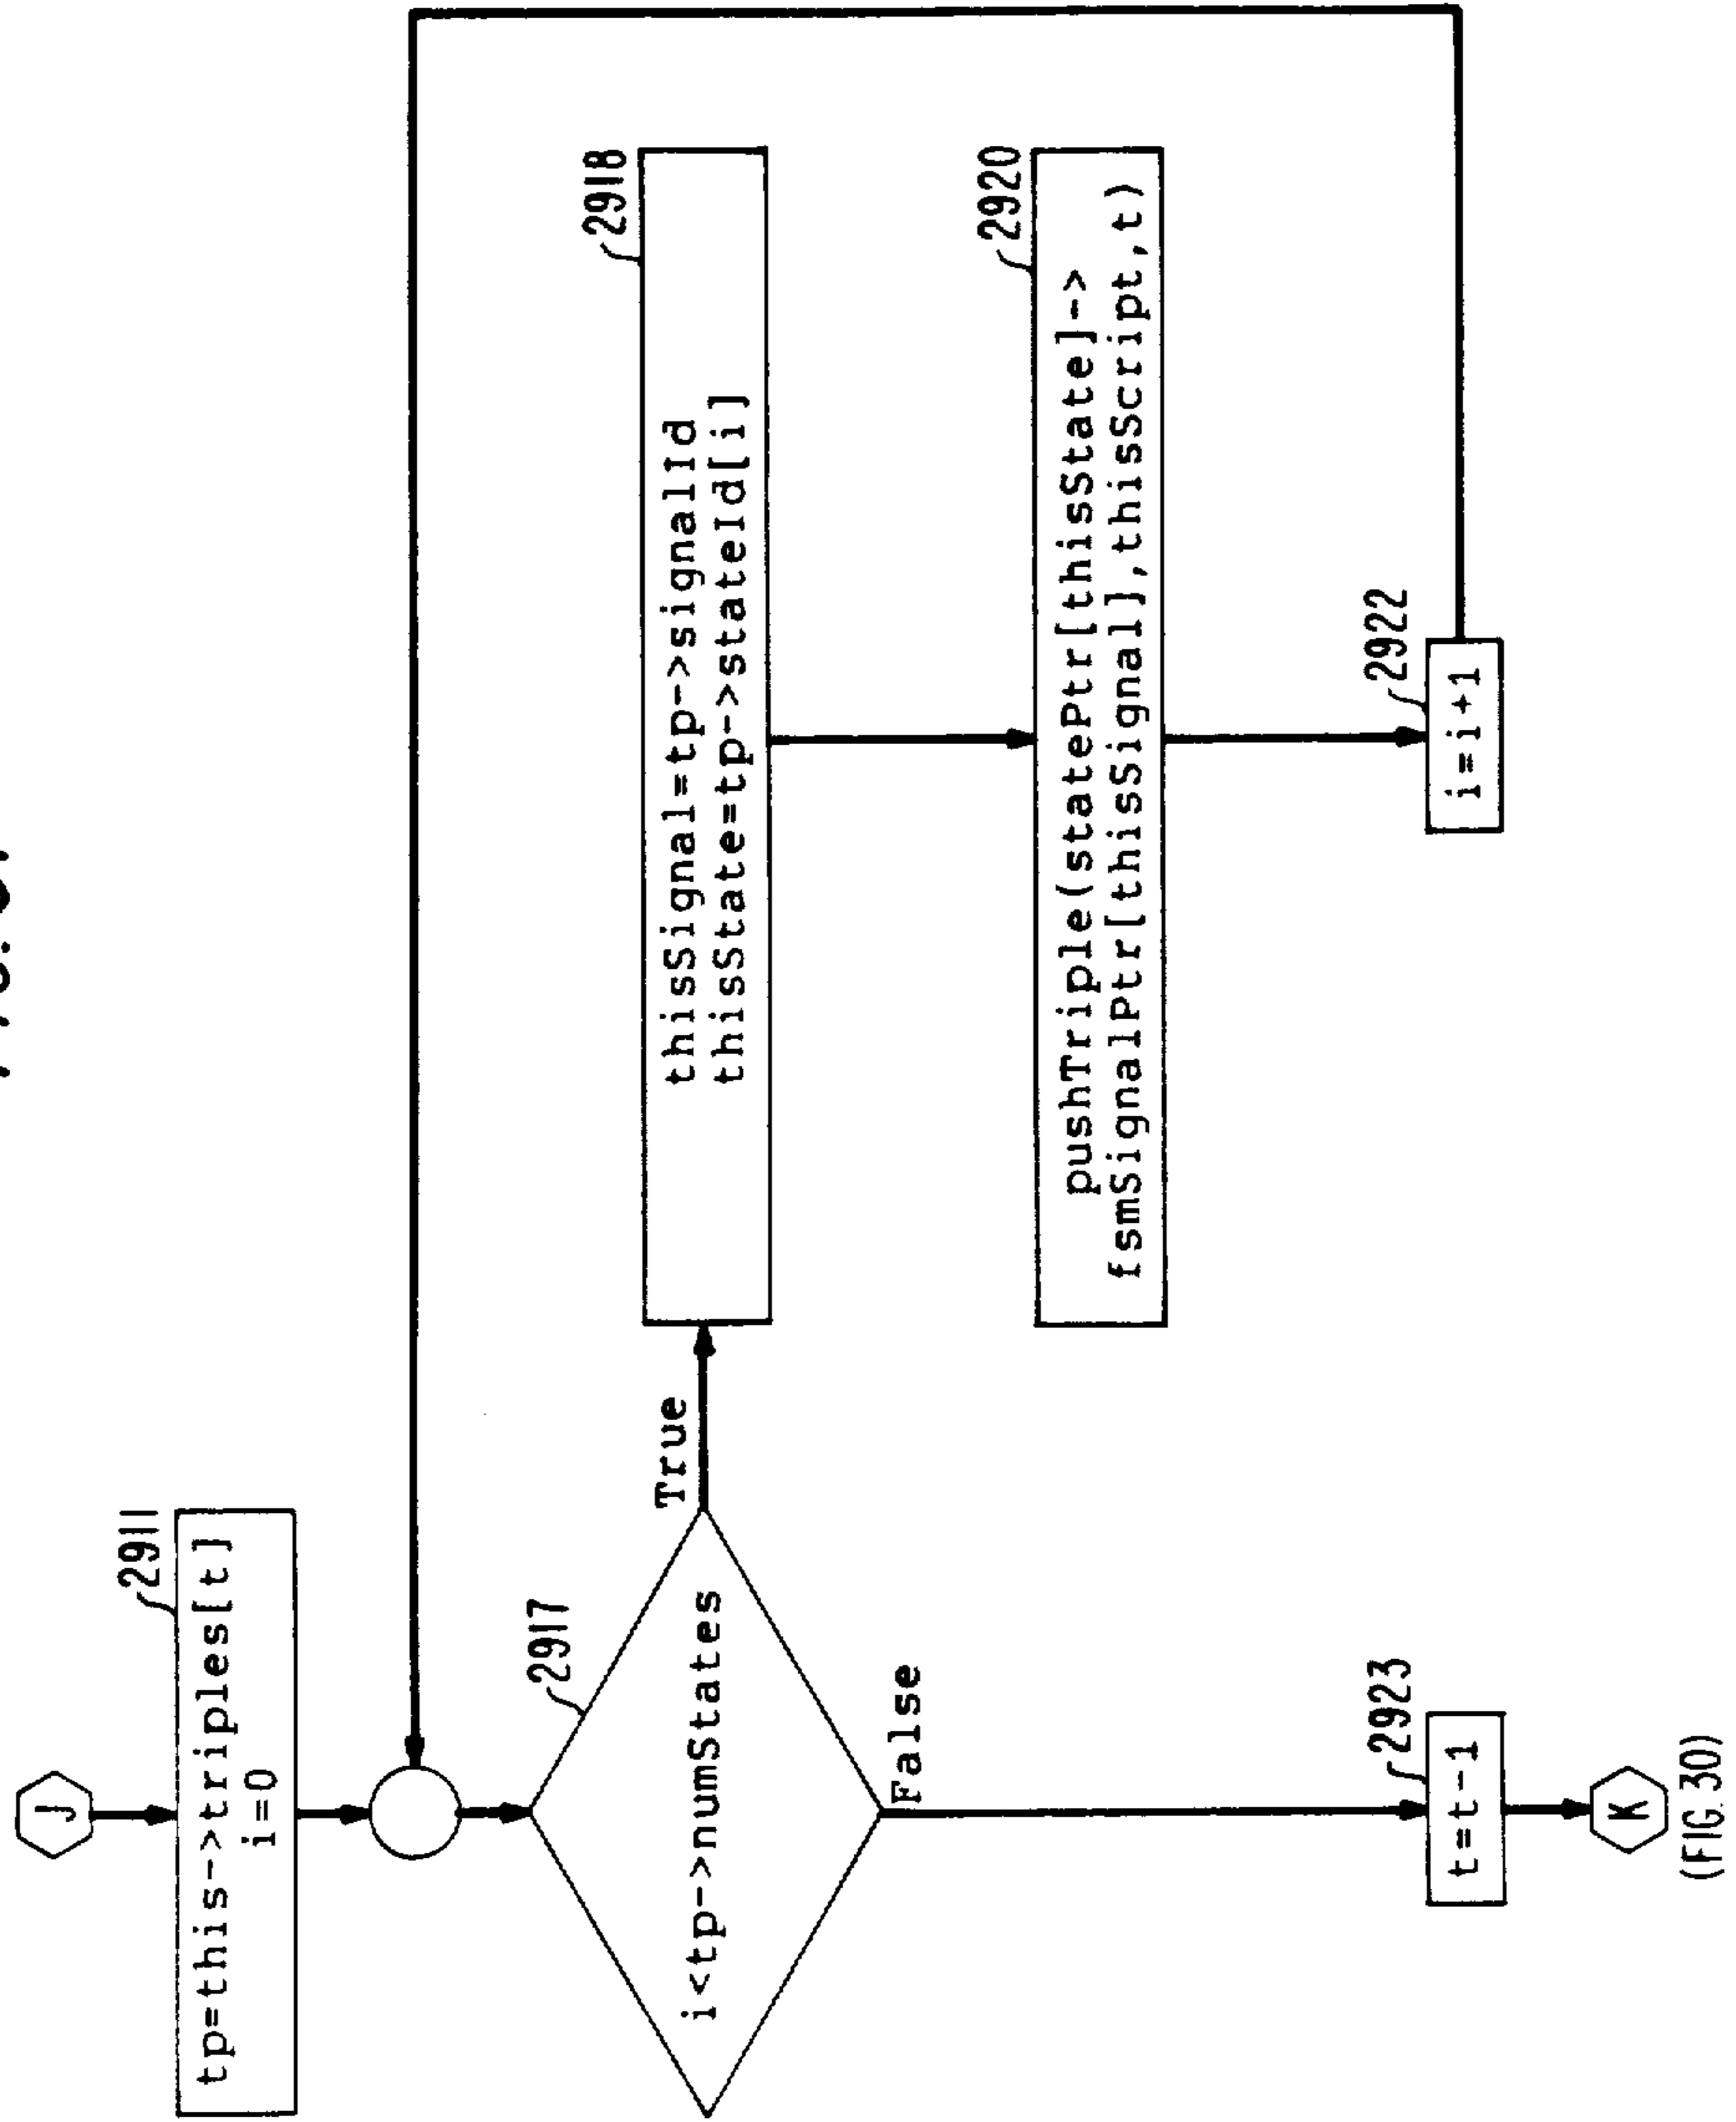 J
2911
tp=this->triples[t]
i=0
2917
i<tp->numStates
True
False
2918
thisSignal=tp->signalId
thisState=tp->stateId[i]
2920
pushTriple(statePtr[thisState]->
fsmSignalPtr[thisSignal],thisScript,t)
2922
i=i+1
2923
t=t-1
K
(FIG.30)